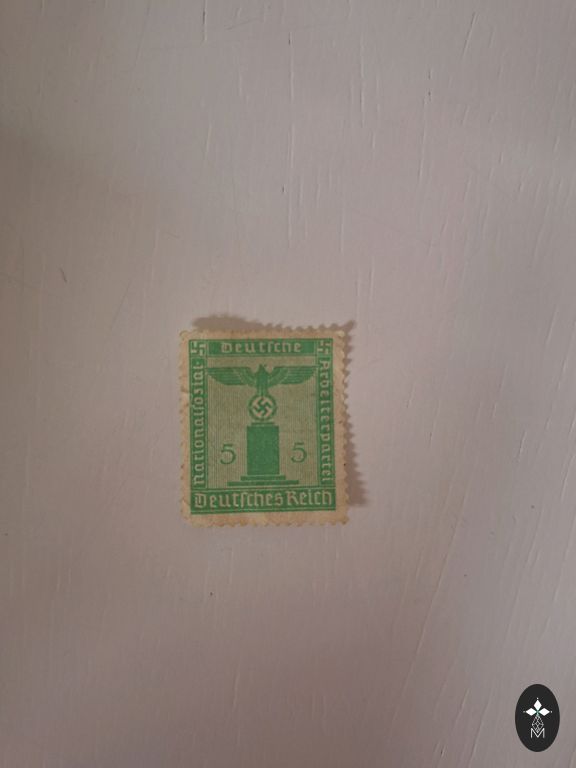 Nationalsozial.
Deutsche
Arbeiterpartei
5 5
Deutsches Reich
M